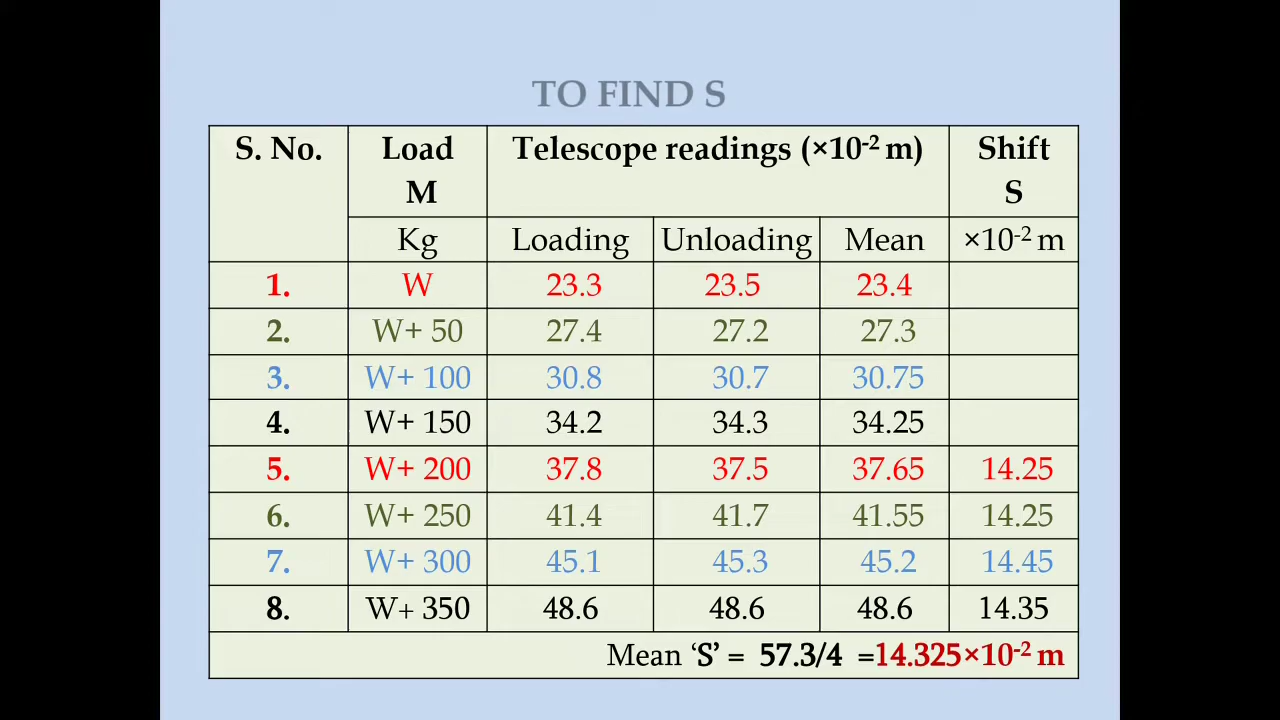 TO FIND S
S. No. Load M Telescope readings (×10-2 m) Shift S
Kg Loading Unloading Mean ×10-2 m
1. W 23.3 23.5 23.4
2. W+ 50 27.4 27.2 27.3
3. W+ 100 30.8 30.7 30.75
4. W+ 150 34.2 34.3 34.25
5. W+ 200 37.8 37.5 37.65 14.25
6. W+ 250 41.4 41.7 41.55 14.25
7. W+ 300 45.1 45.3 45.2 14.45
8. W+ 350 48.6 48.6 48.6 14.35
Mean ‘S’ = 57.3/4 =14.325×10-2 m